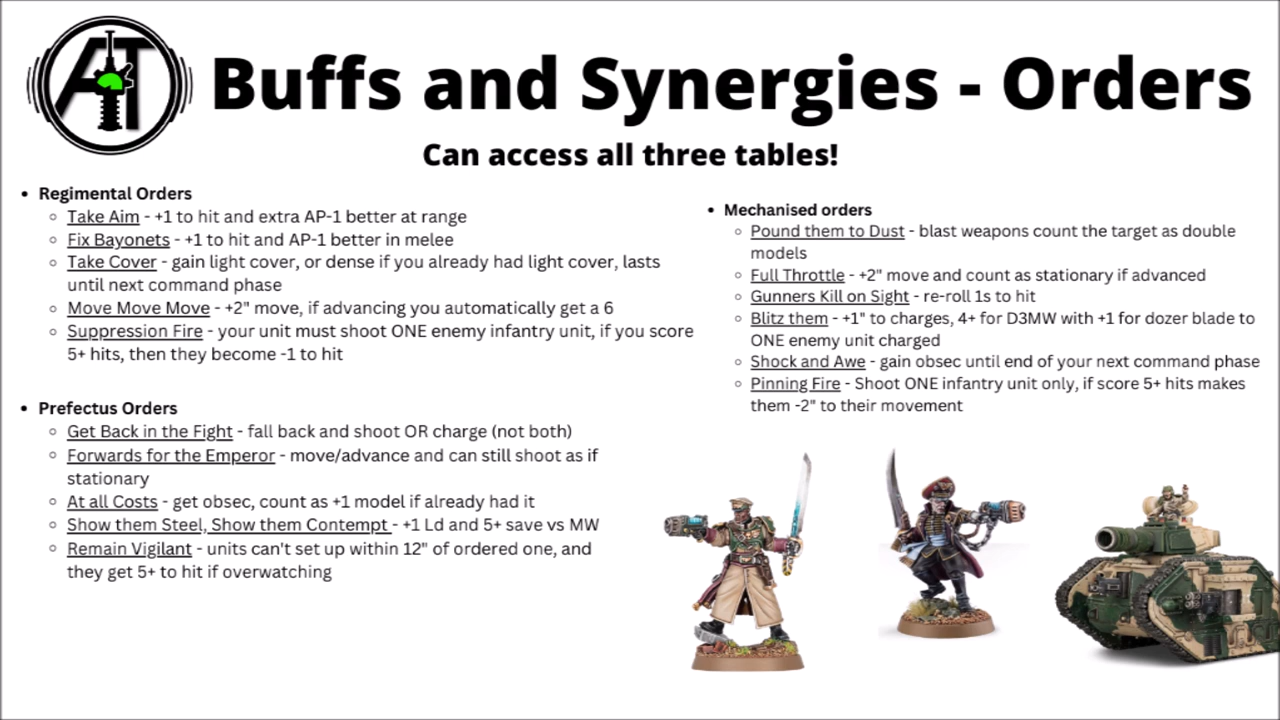 AT
Buffs and Synergies - Orders
Can access all three tables!
• Regimental Orders
◦ Take Aim - +1 to hit and extra AP-1 better at range
◦ Fix Bayonets - +1 to hit and AP-1 better in melee
◦ Take Cover - gain light cover, or dense if you already had light cover, lasts
until next command phase
◦ Move Move Move - +2" move, if advancing you automatically get a 6
◦ Suppression Fire - your unit must shoot ONE enemy infantry unit, if you score
5+ hits, then they become -1 to hit
• Prefectus Orders
◦ Get Back in the Fight - fall back and shoot OR charge (not both)
◦ Forwards for the Emperor - move/advance and can still shoot as if
stationary
◦ At all Costs - get obsec, count as +1 model if already had it
◦ Show them Steel, Show them Contempt - +1 Ld and 5+ save vs MW
◦ Remain Vigilant - units can't set up within 12" of ordered one, and
they get 5+ to hit if overwatching
• Mechanised orders
◦ Pound them to Dust - blast weapons count the target as double
models
◦ Full Throttle - +2" move and count as stationary if advanced
◦ Gunners Kill on Sight - re-roll 1s to hit
◦ Blitz them - +1" to charges, 4+ for D3MW with +1 for dozer blade to
ONE enemy unit charged
◦ Shock and Awe - gain obsec until end of your next command phase
◦ Pinning Fire - Shoot ONE infantry unit only, if score 5+ hits makes
them -2" to their movement